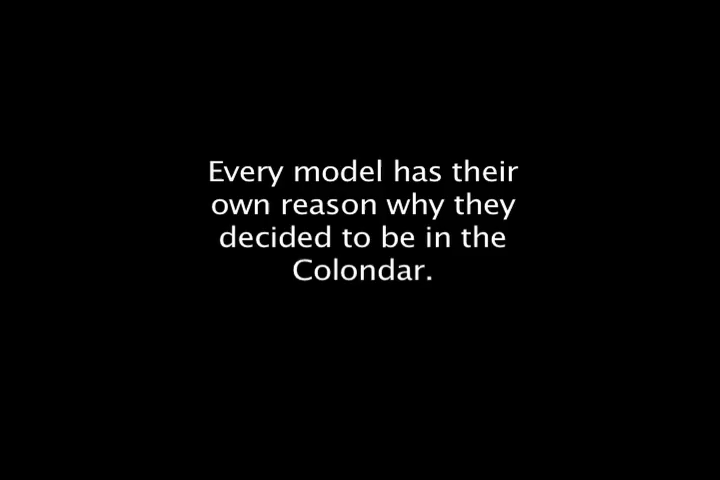 Every model has their
own reason why they
decided to be in the
Colondar.